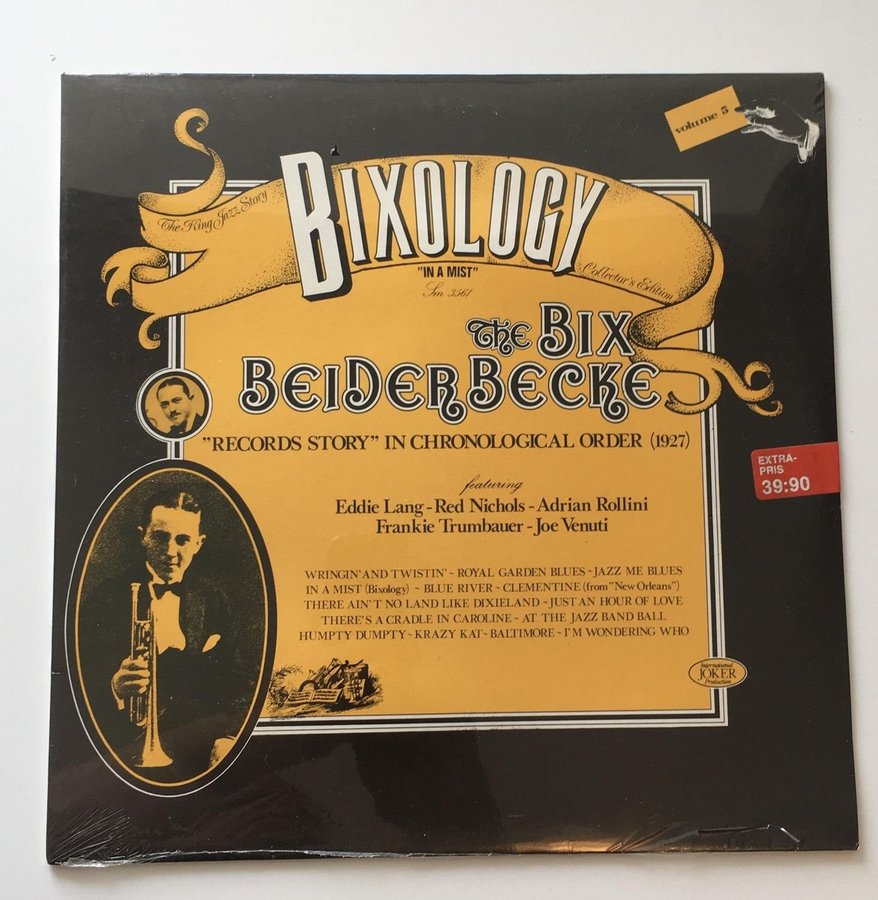 volume 5
The King Jazz Story
BIXOLOGY
"IN A MIST"
Collector's Edition
Sm 3561
THE BIX
BEIDERBECKE
"RECORDS STORY" IN CHRONOLOGICAL ORDER (1927)
EXTRA-
PRIS
39:90
featuring
Eddie Lang - Red Nichols - Adrian Rollini
Frankie Trumbauer - Joe Venuti
WRINGIN' AND TWISTIN' ~ ROYAL GARDEN BLUES ~ JAZZ ME BLUES
IN A MIST (Bixology) ~ BLUE RIVER ~ CLEMENTINE (from "New Orleans")
THERE AIN'T NO LAND LIKE DIXIELAND ~ JUST AN HOUR OF LOVE
THERE'S A CRADLE IN CAROLINE ~ AT THE JAZZ BAND BALL
HUMPTY DUMPTY ~ KRAZY KAT ~ BALTIMORE ~ I'M WONDERING WHO
International
JOKER
Production